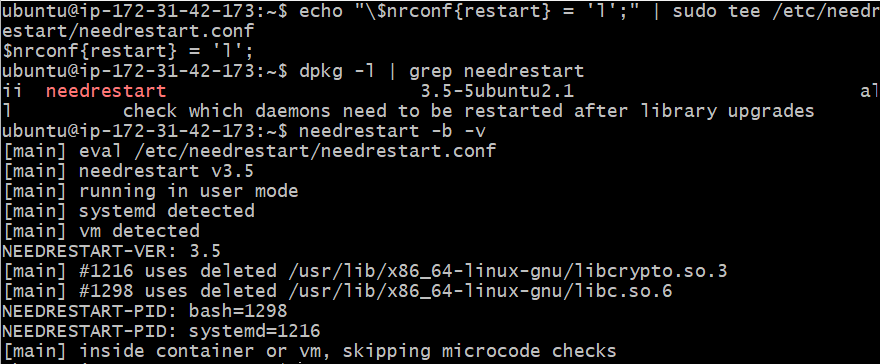 ubuntu@ip-172-31-42-173:~$ echo "\$nrconf{restart} = 'l';" | sudo tee /etc/needr
estart/needrestart.conf
$nrconf{restart} = 'l';
ubuntu@ip-172-31-42-173:~$ dpkg -l | grep needrestart
ii  needrestart                       3.5-5ubuntu2.1                          al
l          check which daemons need to be restarted after library upgrades
ubuntu@ip-172-31-42-173:~$ needrestart -b -v
[main] eval /etc/needrestart/needrestart.conf
[main] needrestart v3.5
[main] running in user mode
[main] systemd detected
[main] vm detected
NEEDRESTART-VER: 3.5
[main] #1216 uses deleted /usr/lib/x86_64-linux-gnu/libcrypto.so.3
[main] #1298 uses deleted /usr/lib/x86_64-linux-gnu/libc.so.6
NEEDRESTART-PID: bash=1298
NEEDRESTART-PID: systemd=1216
[main] inside container or vm, skipping microcode checks